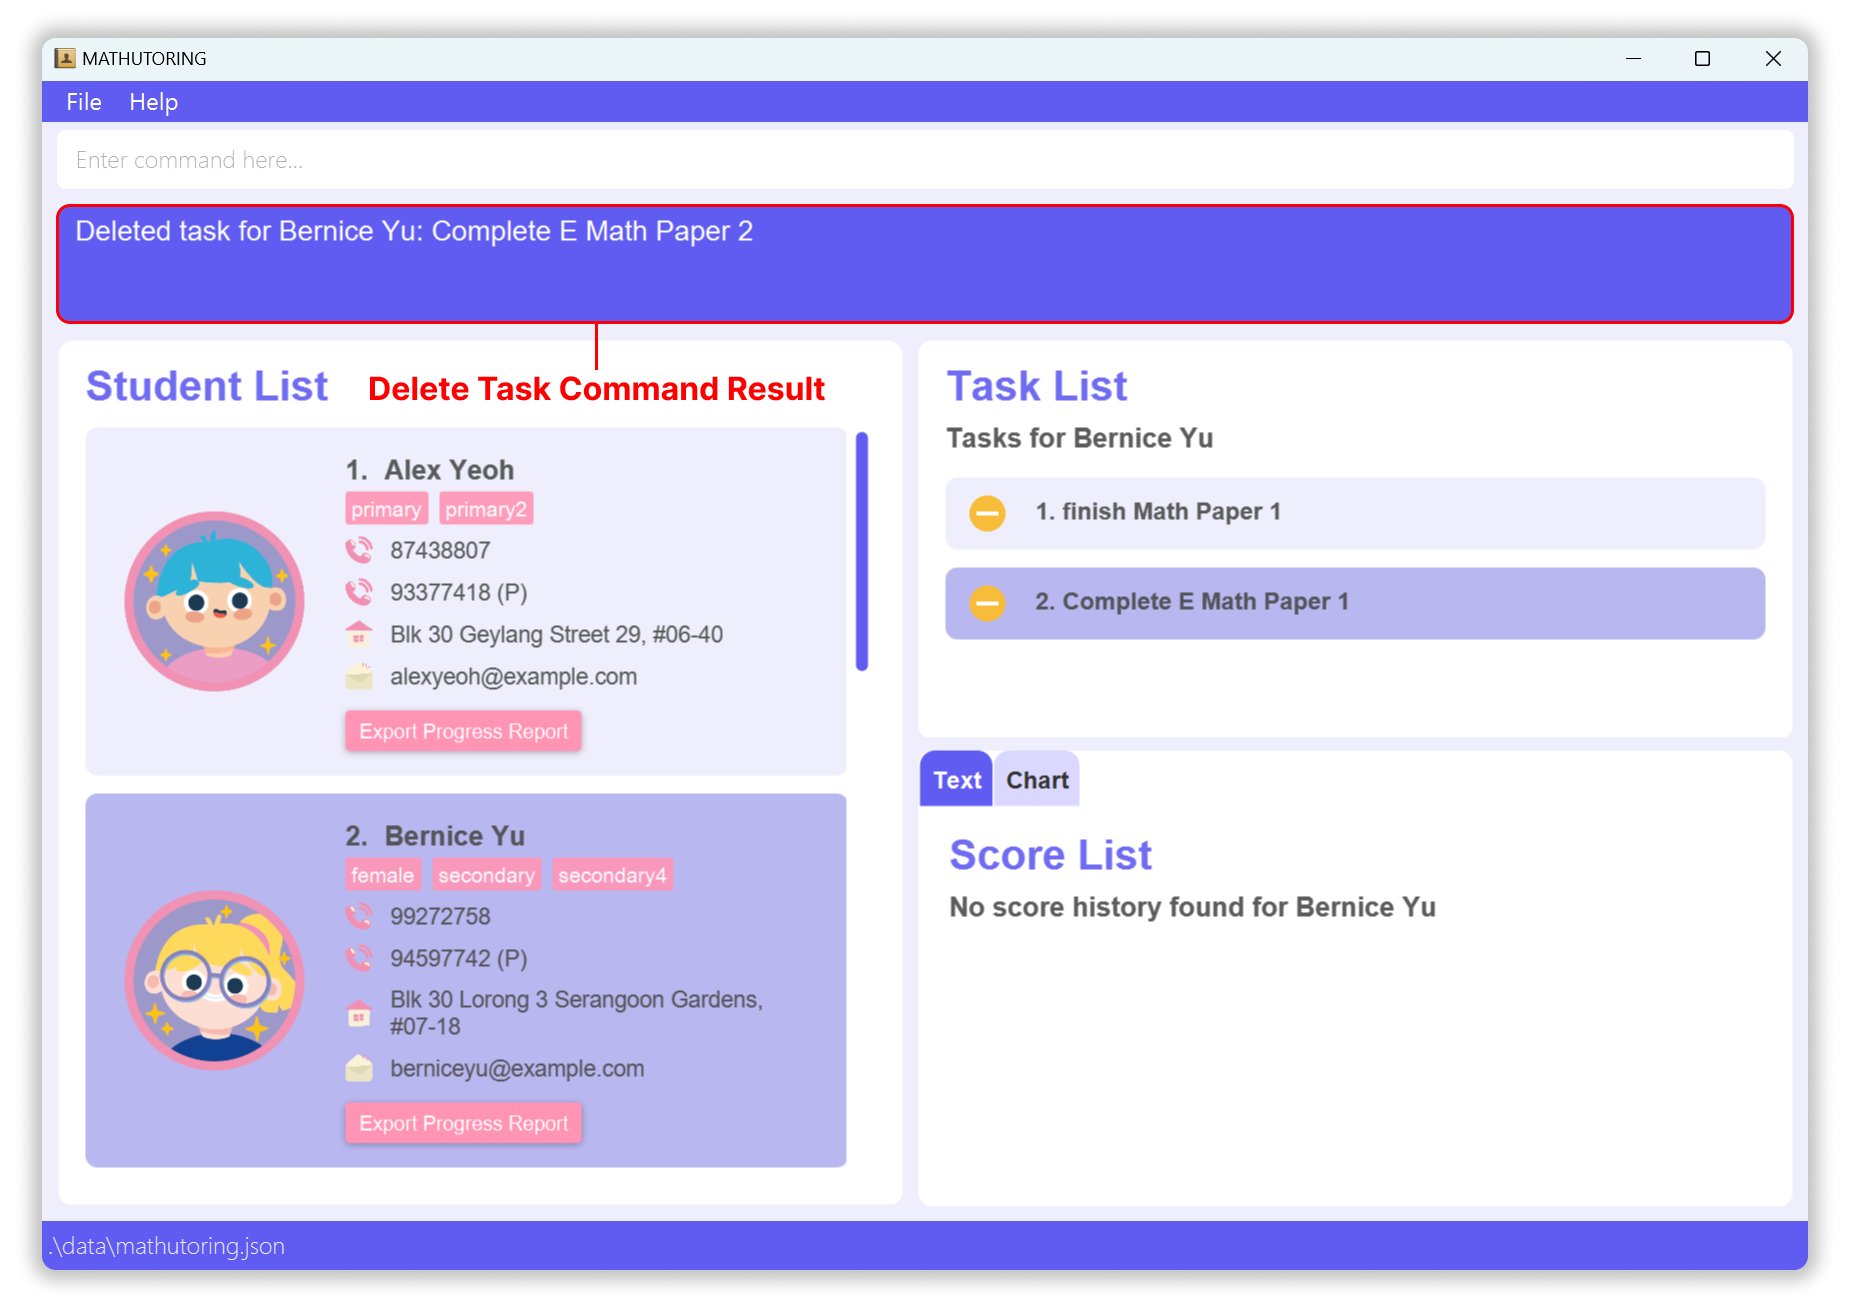 MATHUTORING
File Help
Enter command here...
Deleted task for Bernice Yu: Complete E Math Paper 2
Delete Task Command Result
Student List
1. Alex Yeoh
primary primary2
87438807
93377418 (P)
Blk 30 Geylang Street 29, #06-40
alexyeoh@example.com
Export Progress Report
2. Bernice Yu
female secondary secondary4
99272758
94597742 (P)
Blk 30 Lorong 3 Serangoon Gardens,
#07-18
berniceyu@example.com
Export Progress Report
Task List
Tasks for Bernice Yu
1. finish Math Paper 1
2. Complete E Math Paper 1
Text Chart
Score List
No score history found for Bernice Yu
.\data\mathutoring.json